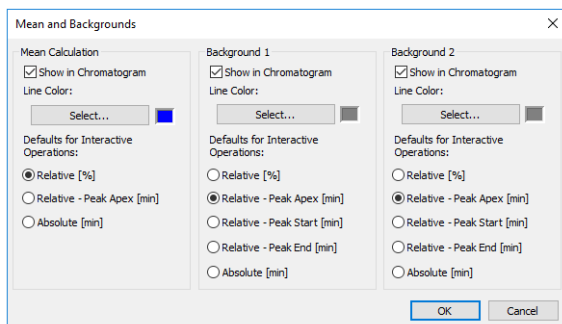 Mean and Backgrounds
Mean Calculation
Show in Chromatogram
Line Color:
Select...
Defaults for Interactive
Operations:
Relative [%]
Relative - Peak Apex [min]
Absolute [min]
Background 1
Show in Chromatogram
Line Color:
Select...
Defaults for Interactive
Operations:
Relative [%]
Relative - Peak Apex [min]
Relative - Peak Start [min]
Relative - Peak End [min]
Absolute [min]
Background 2
Show in Chromatogram
Line Color:
Select...
Defaults for Interactive
Operations:
Relative [%]
Relative - Peak Apex [min]
Relative - Peak Start [min]
Relative - Peak End [min]
Absolute [min]
OK
Cancel